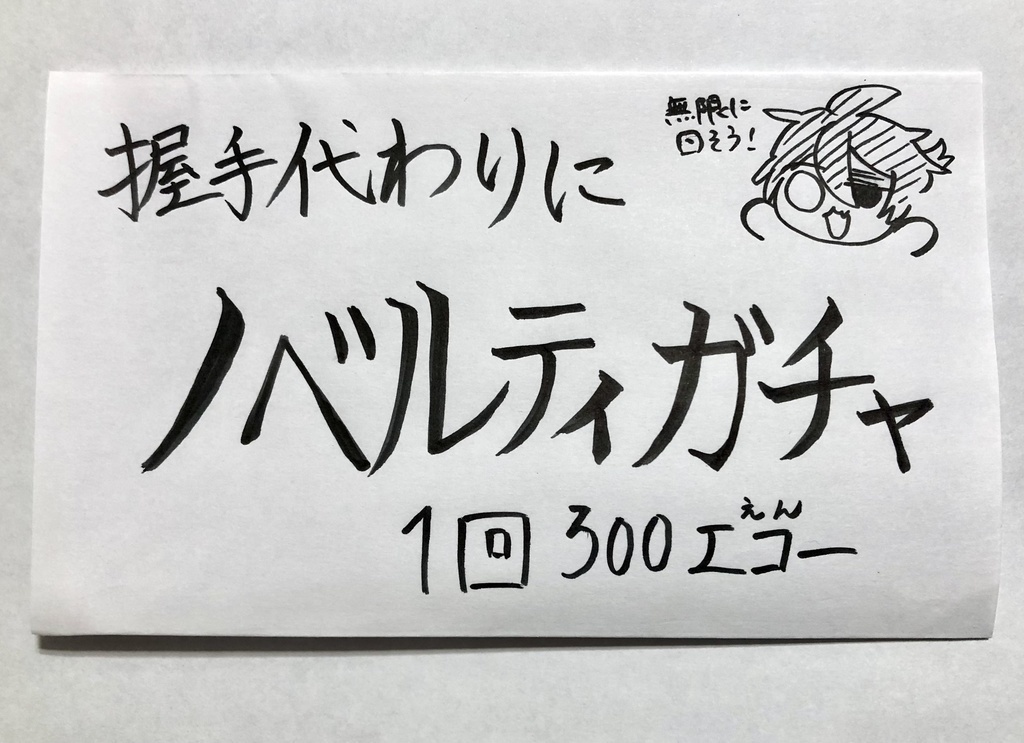 握手代わりに
無限に
回そう!
ノベルティガチャ
1回 300エコー
えん